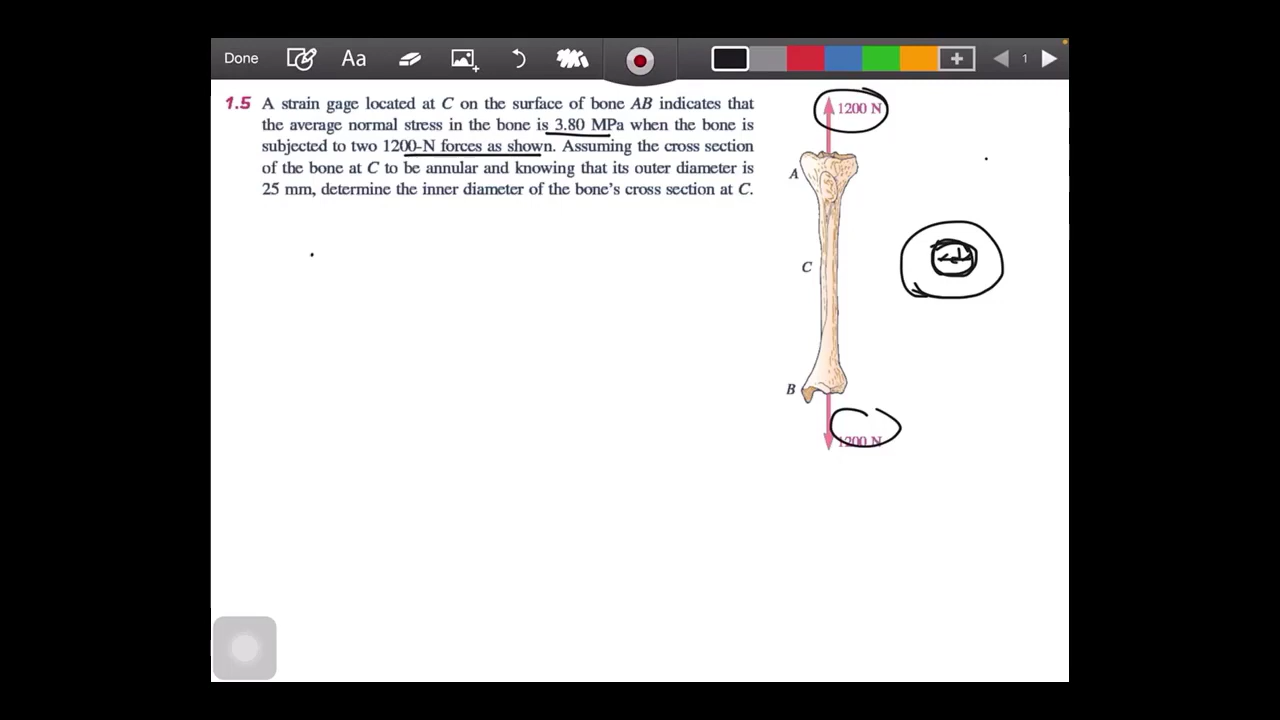 Done
Aa
1
1.5 A strain gage located at C on the surface of bone AB indicates that
the average normal stress in the bone is 3.80 MPa when the bone is
subjected to two 1200-N forces as shown. Assuming the cross section
of the bone at C to be annular and knowing that its outer diameter is
25 mm, determine the inner diameter of the bone's cross section at C.
1200 N
A
C
B
1200 N